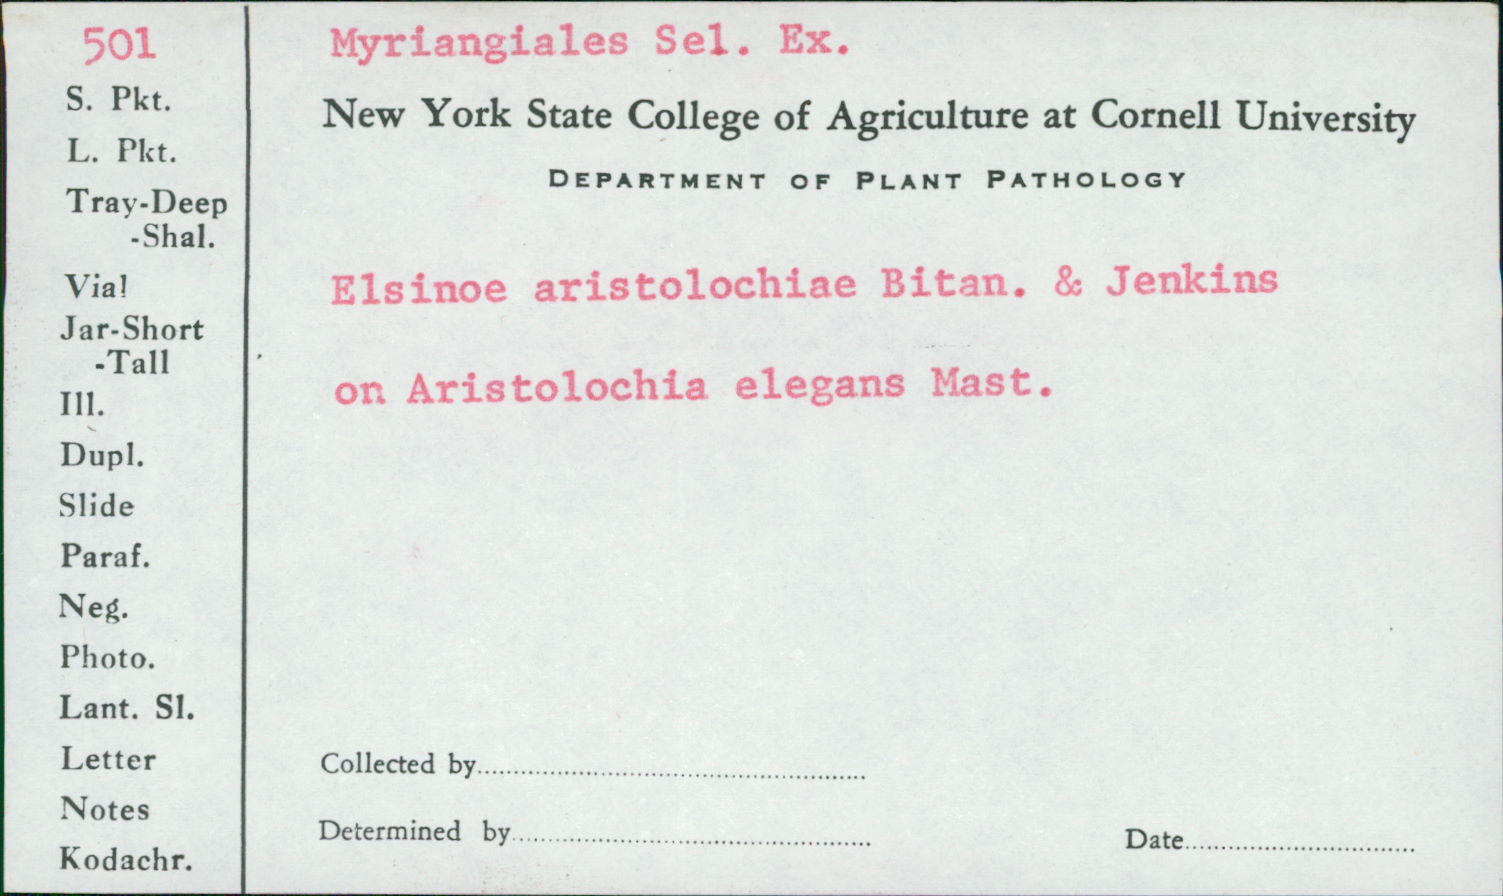 501
S. Pkt.
L. Pkt.
Tray-Deep
-Shal.
Vial
Jar-Short
-Tall
Ill.
Dupl.
Slide
Paraf.
Neg.
Photo.
Lant. Sl.
Letter
Notes
Kodachr.
Myriangiales Sel. Ex.
New York State College of Agriculture at Cornell University
DEPARTMENT OF PLANT PATHOLOGY
Elsinoe aristolochiae Bitan. & Jenkins
on Aristolochia elegans Mast.
Collected by
Determined by
Date